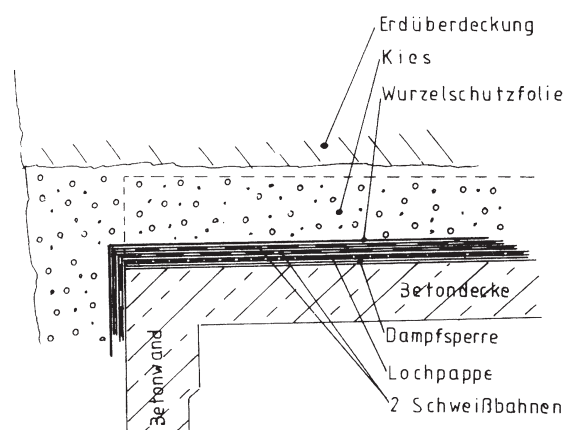 Erdüberdeckung
Kies
Wurzelschutzfolie
Betondecke
Dampfsperre
Lochpappe
2 Schweißbahnen
Betonwand